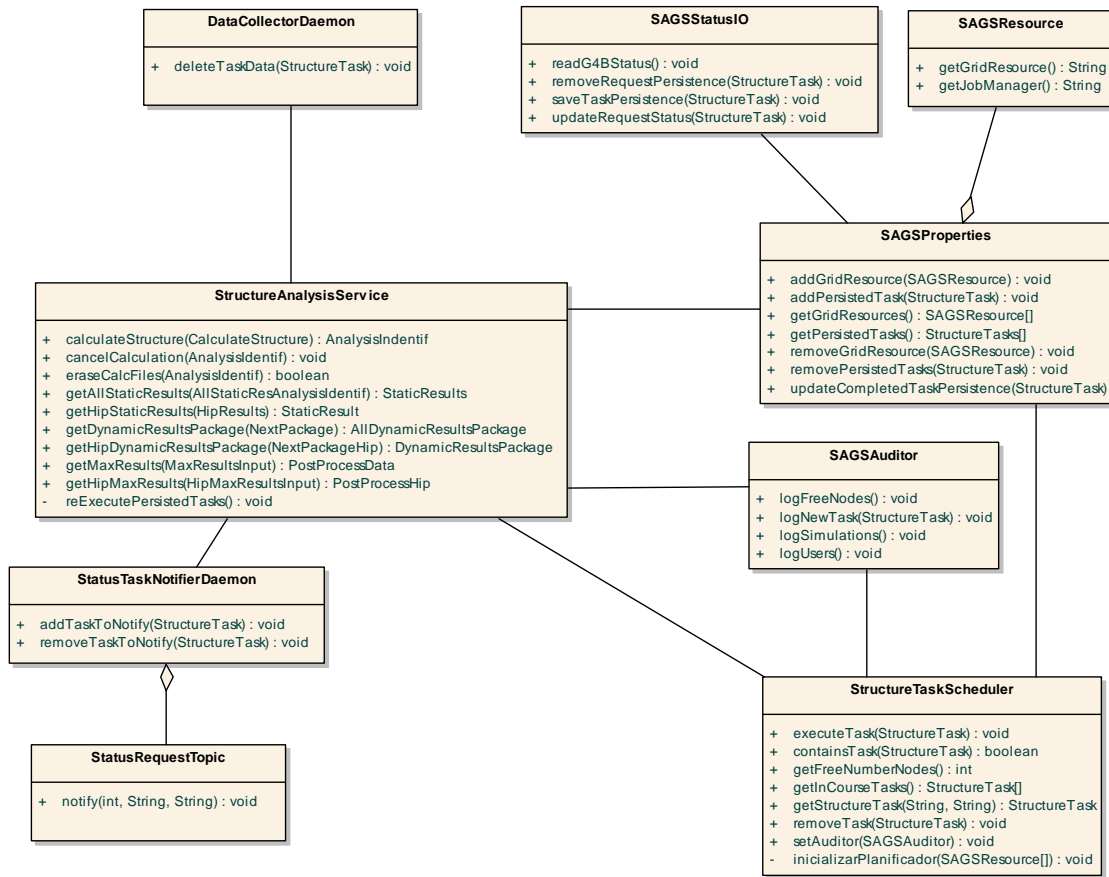 DataCollectorDaemon
+ deleteTaskData(StructureTask) : void
SAGSStatusIO
+ readG4BStatus() : void
+ removeRequestPersistence(StructureTask) : void
+ saveTaskPersistence(StructureTask) : void
+ updateRequestStatus(StructureTask) : void
SAGSResource
+ getGridResource() : String
+ getJobManager() : String
SAGSProperties
+ addGridResource(SAGSResource) : void
+ addPersistedTask(StructureTask) : void
+ getGridResources() : SAGSResource[]
+ getPersistedTasks() : StructureTasks[]
+ removeGridResource(SAGSResource) : void
+ removePersistedTasks(StructureTask) : void
+ updateCompletedTaskPersistence(StructureTask)
StructureAnalysisService
+ calculateStructure(CalculateStructure) : AnalysisIndentif
+ cancelCalculation(AnalysisIdentif) : void
+ eraseCalcFiles(AnalysisIdentif) : boolean
+ getAllStaticResults(AllStaticResAnalysisIdentif) : StaticResults
+ getHipStaticResults(HipResults) : StaticResult
+ getDynamicResultsPackage(NextPackage) : AllDynamicResultsPackage
+ getHipDynamicResultsPackage(NextPackageHip) : DynamicResultsPackage
+ getMaxResults(MaxResultsInput) : PostProcessData
+ getHipMaxResults(HipMaxResultsInput) : PostProcessHip
- reExecutePersistedTasks() : void
SAGSAuditor
+ logFreeNodes() : void
+ logNewTask(StructureTask) : void
+ logSimulations() : void
+ logUsers() : void
StatusTaskNotifierDaemon
+ addTaskToNotify(StructureTask) : void
+ removeTaskToNotify(StructureTask) : void
StatusRequestTopic
+ notify(int, String, String) : void
StructureTaskScheduler
+ executeTask(StructureTask) : void
+ containsTask(StructureTask) : boolean
+ getFreeNumberNodes() : int
+ getInCourseTasks() : StructureTask[]
+ getStructureTask(String, String) : StructureTask
+ removeTask(StructureTask) : void
+ setAuditor(SAGSAuditor) : void
- inicializarPlanificador(SAGSResource[]) : void